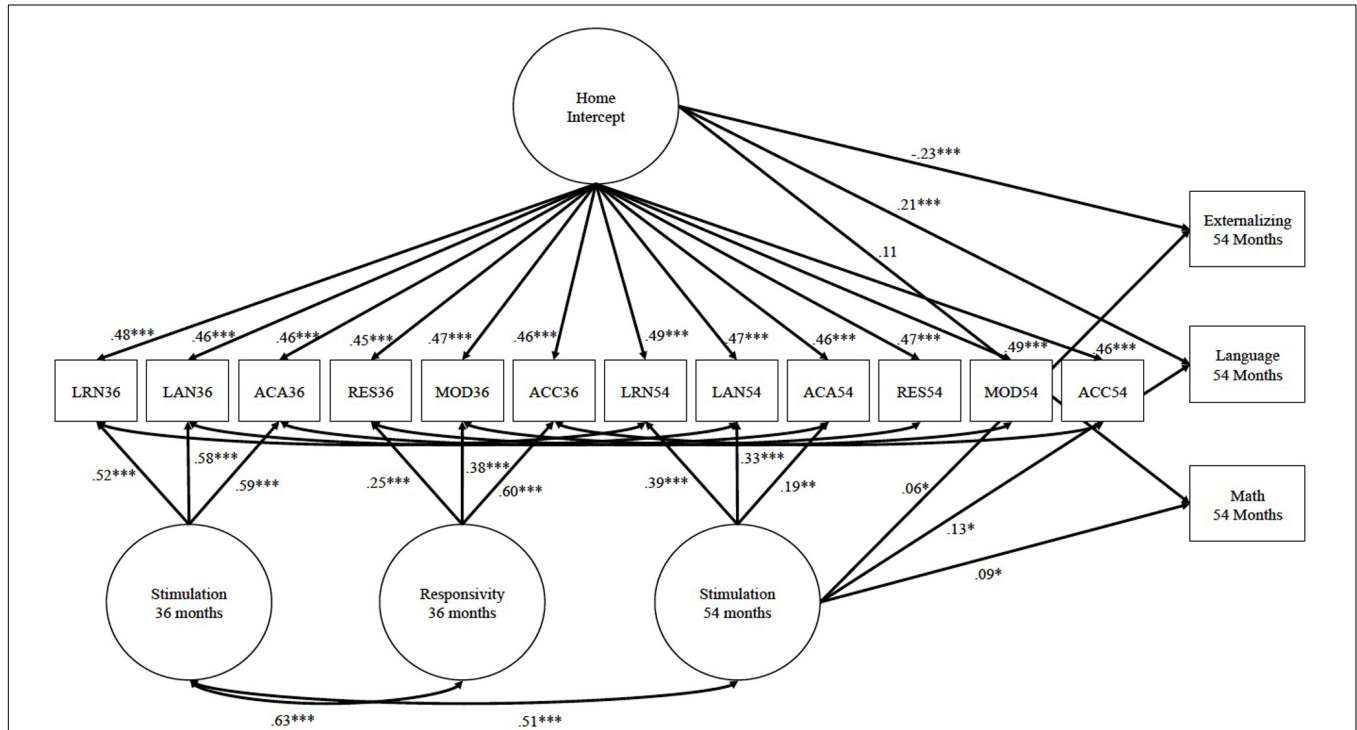 Home
Intercept
-.23***
.21***
.11
Externalizing
54 Months
.48***
.46***
.46***
.45***
.47***
.46***
.49***
.47***
.46***
.47***
.49***
.46***
Language
54 Months
LRN36
LAN36
ACA36
RES36
MOD36
ACC36
LRN54
LAN54
ACA54
RES54
MOD54
ACC54
.52***
.58***
.59***
.25***
.38***
.60***
.39***
.33***
.19**
.06*
.13*
.09*
Math
54 Months
Stimulation
36 months
Responsivity
36 months
Stimulation
54 months
.63***
.51***